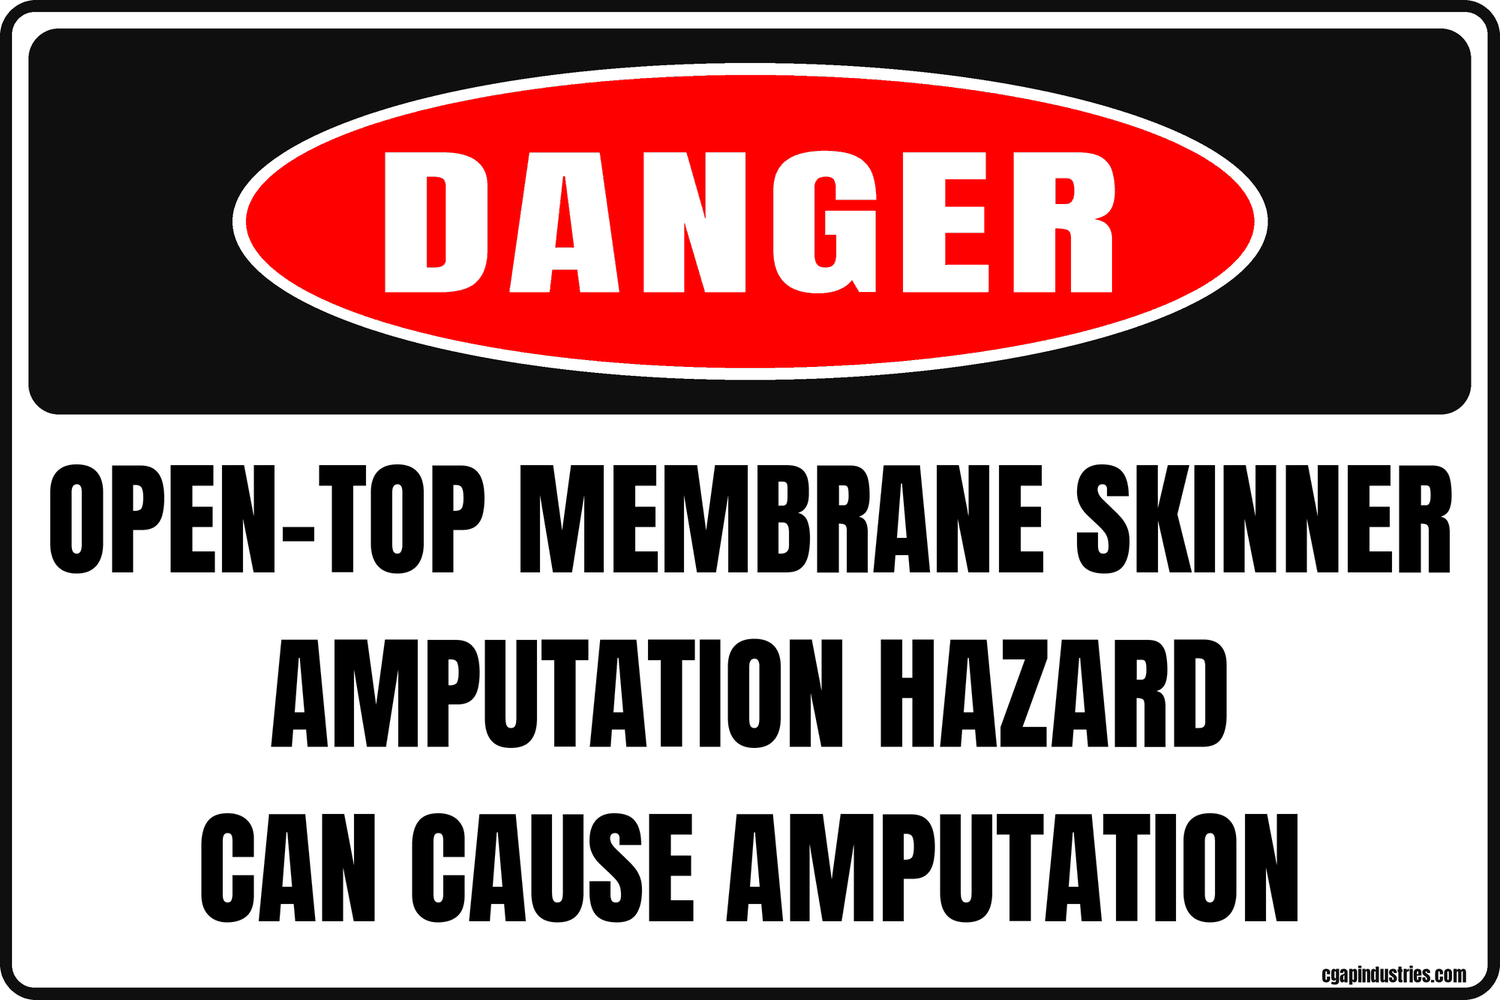 DANGER
OPEN-TOP MEMBRANE SKINNER
AMPUTATION HAZARD
CAN CAUSE AMPUTATION
cgapindustries.com